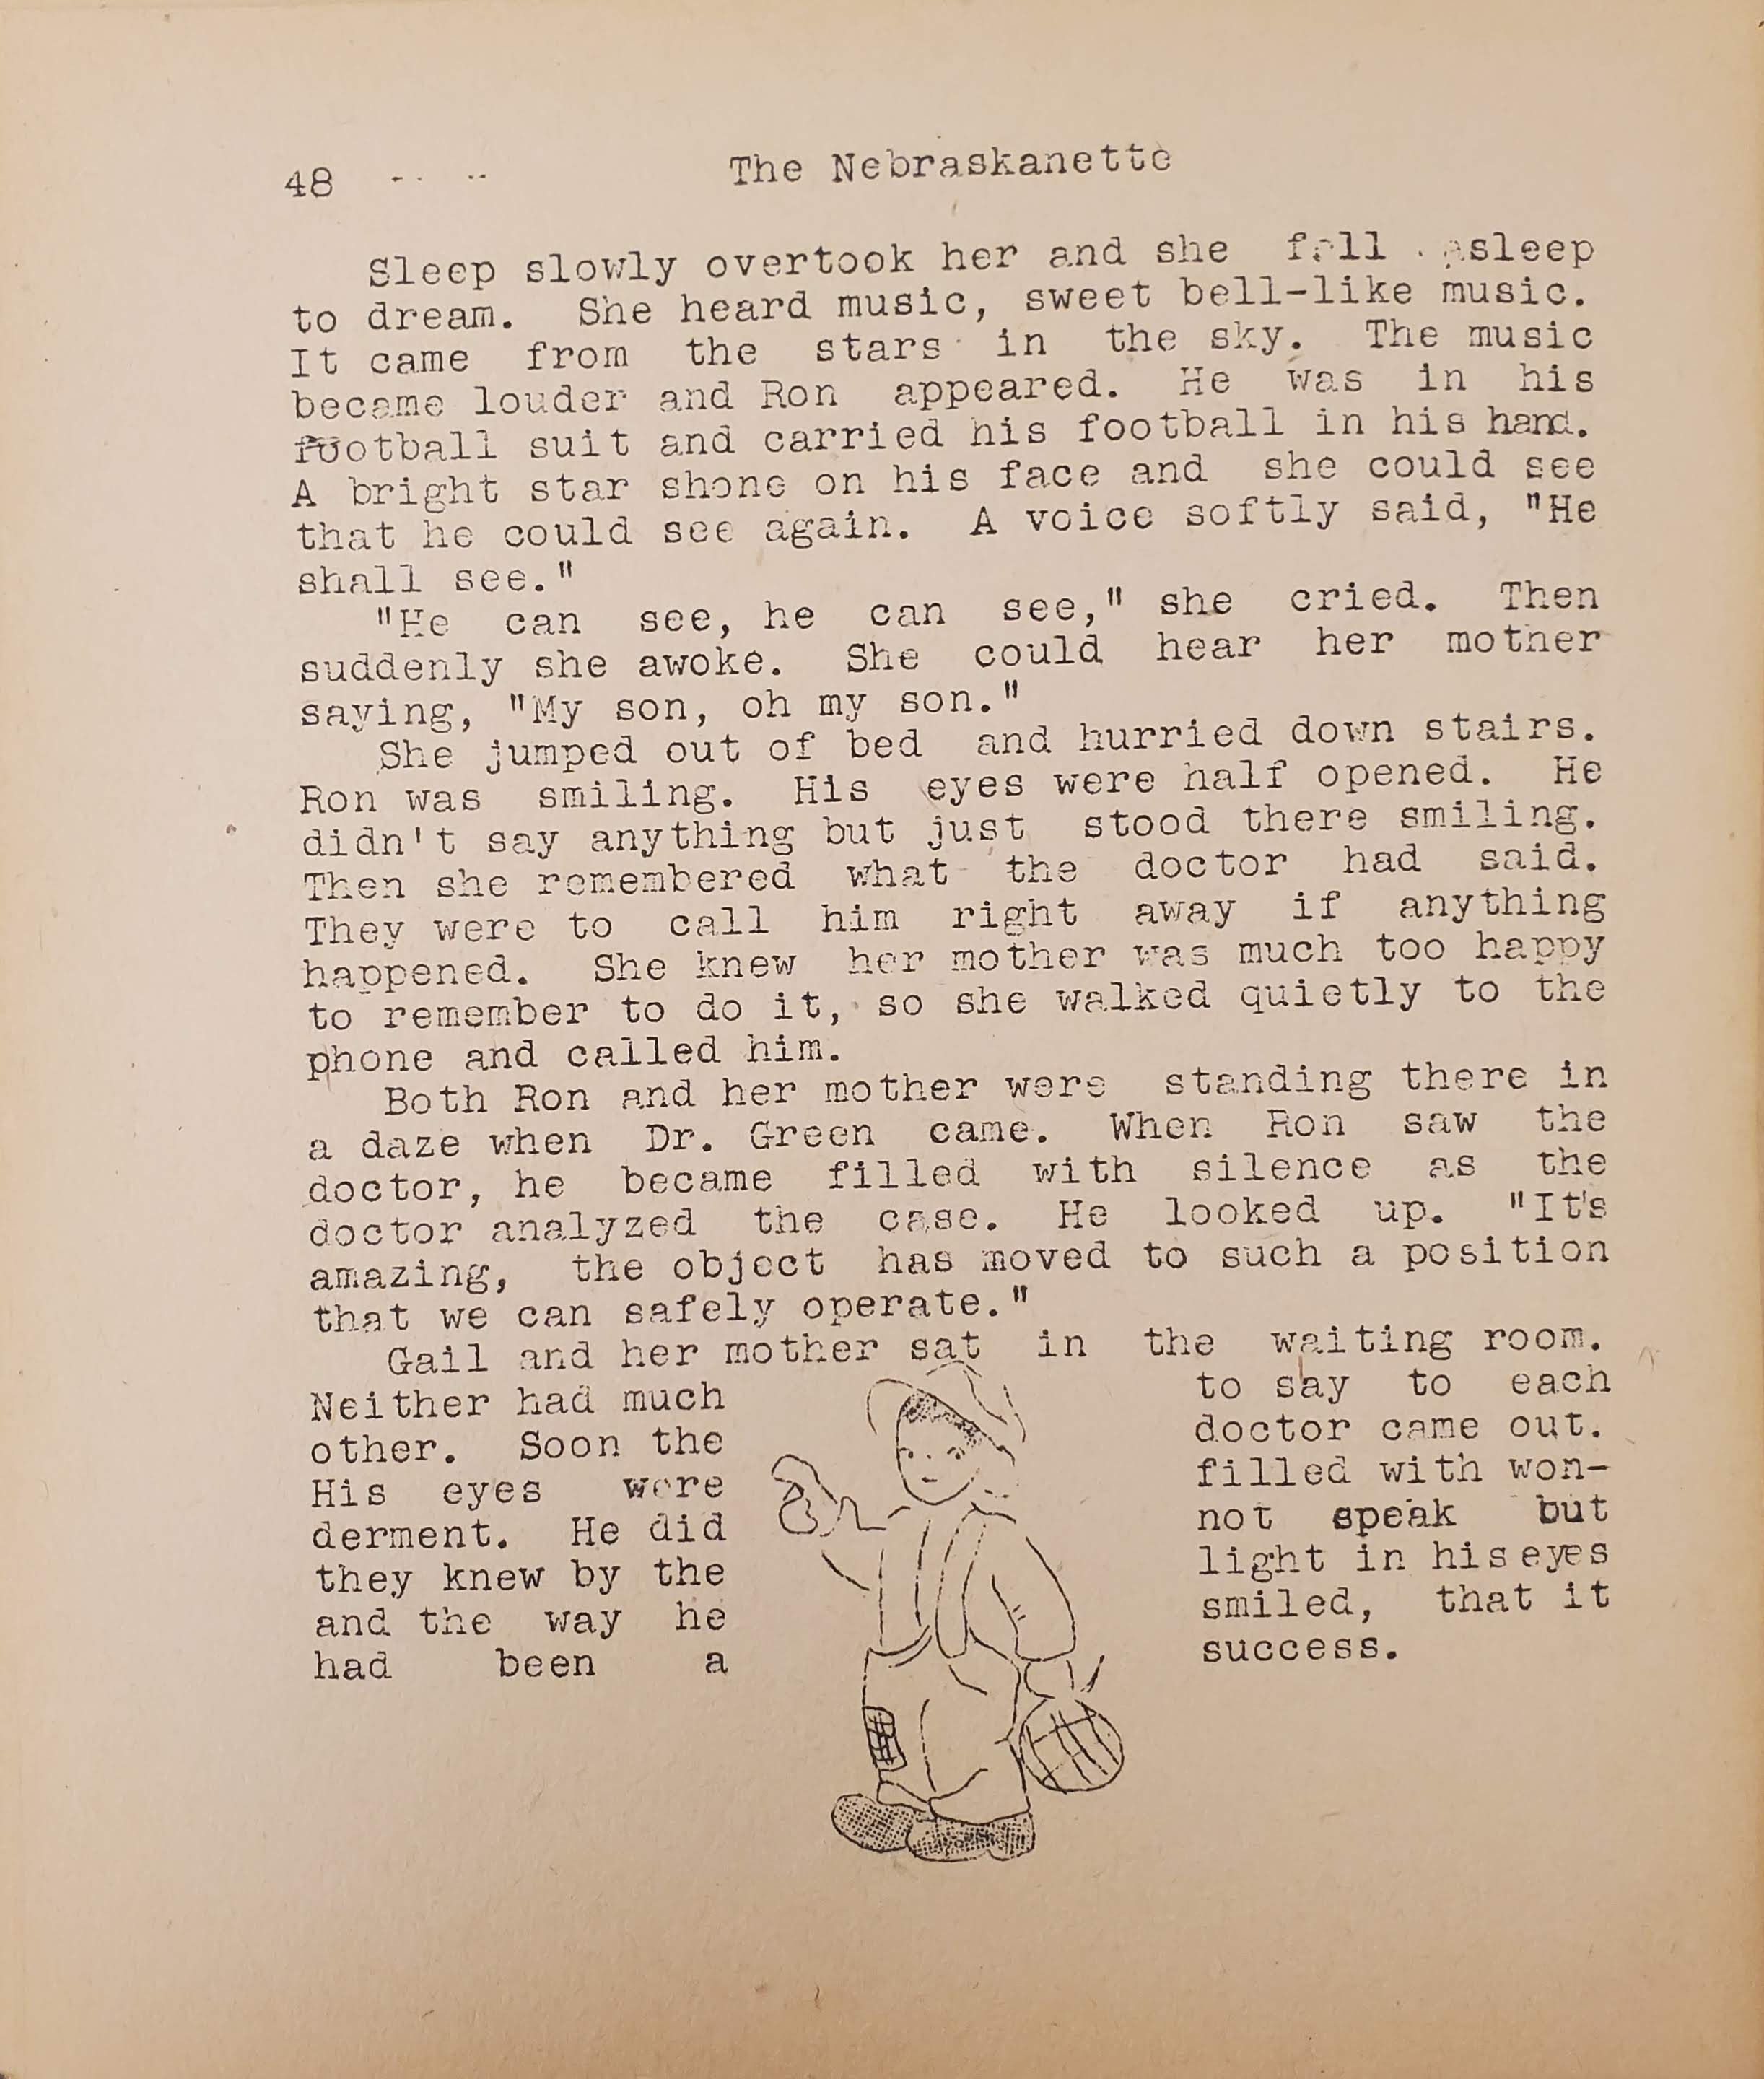 48 The Nebraskanette
Sleep slowly overtook her and she fell asleep
to dream. She heard music, sweet bell-like music.
It came from the stars in the sky. The music
became louder and Ron appeared. He was in his
football suit and carried his football in his hand.
A bright star shone on his face and she could see
that he could see again. A voice softly said, "He
shall see."
"He can see, he can see," she cried. Then
suddenly she awoke. She could hear her mother
saying, "My son, oh my son."
She jumped out of bed and hurried down stairs.
Ron was smiling. His eyes were half opened. He
didn't say anything but just stood there smiling.
Then she remembered what the doctor had said.
They were to call him right away if anything
happened. She knew her mother was much too happy
to remember to do it, so she walked quietly to the
phone and called him.
Both Ron and her mother were standing there in
a daze when Dr. Green came. When Ron saw the
doctor, he became filled with silence as the
doctor analyzed the case. He looked up. "It's
amazing, the object has moved to such a position
that we can safely operate."
Gail and her mother sat in the waiting room.
Neither had much to say to each
other. Soon the doctor came out.
His eyes were filled with won-
derment. He did not speak but
they knew by the light in his eyes
and the way he smiled, that it
had been a success.